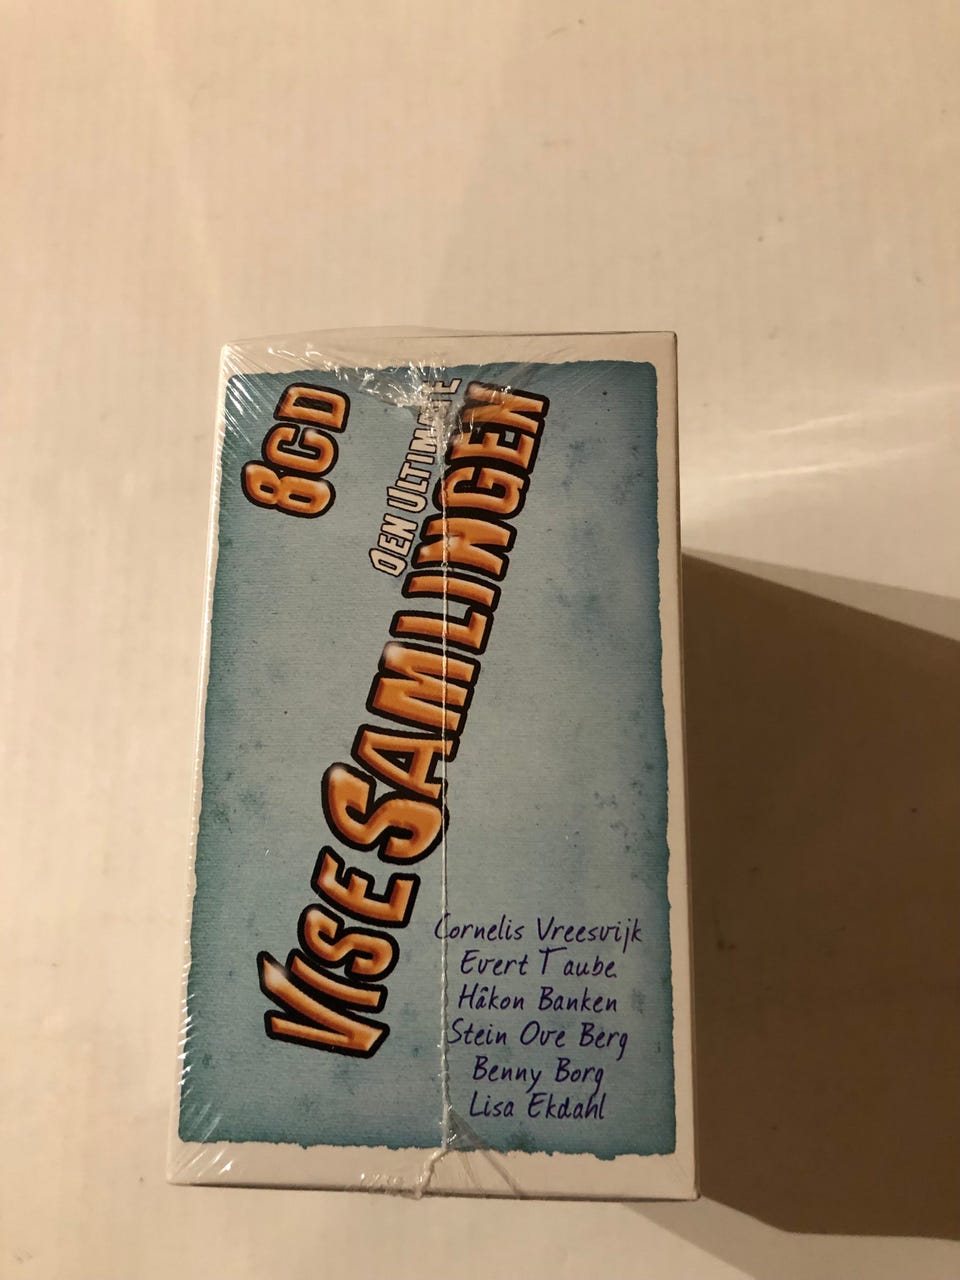 8CD
DEN ULTIMATE
VISESAMLINGEN
Cornelis Vreesvijk
Evert Taube
Håkon Banken
Stein Ove Berg
Benny Borg
Lisa Ekdahl